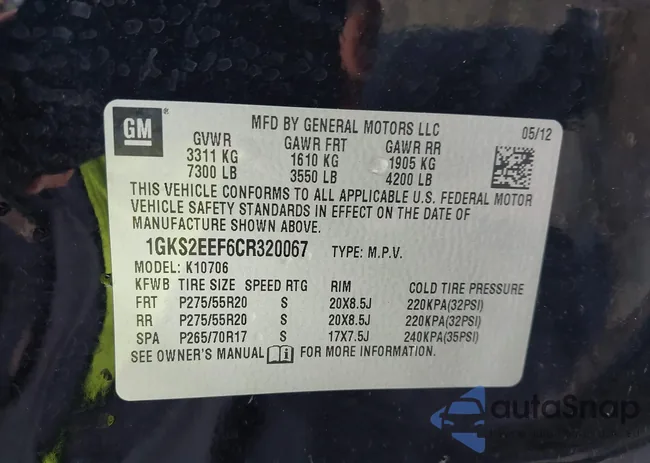 GM®
MFD BY GENERAL MOTORS LLC 05/12
GVWR GAWR FRT GAWR RR
3311 KG 1610 KG 1905 KG
7300 LB 3550 LB 4200 LB
THIS VEHICLE CONFORMS TO ALL APPLICABLE U.S. FEDERAL MOTOR
VEHICLE SAFETY STANDARDS IN EFFECT ON THE DATE OF
MANUFACTURE SHOWN ABOVE.
1GKS2EEF6CR320067 TYPE: M.P.V.
MODEL: K10706
KFWB TIRE SIZE SPEED RTG RIM COLD TIRE PRESSURE
FRT P275/55R20 S 20X8.5J 220KPA(32PSI)
RR P275/55R20 S 20X8.5J 220KPA(32PSI)
SPA P265/70R17 S 17X7.5J 240KPA(35PSI)
SEE OWNER'S MANUAL FOR MORE INFORMATION.
autoSnap